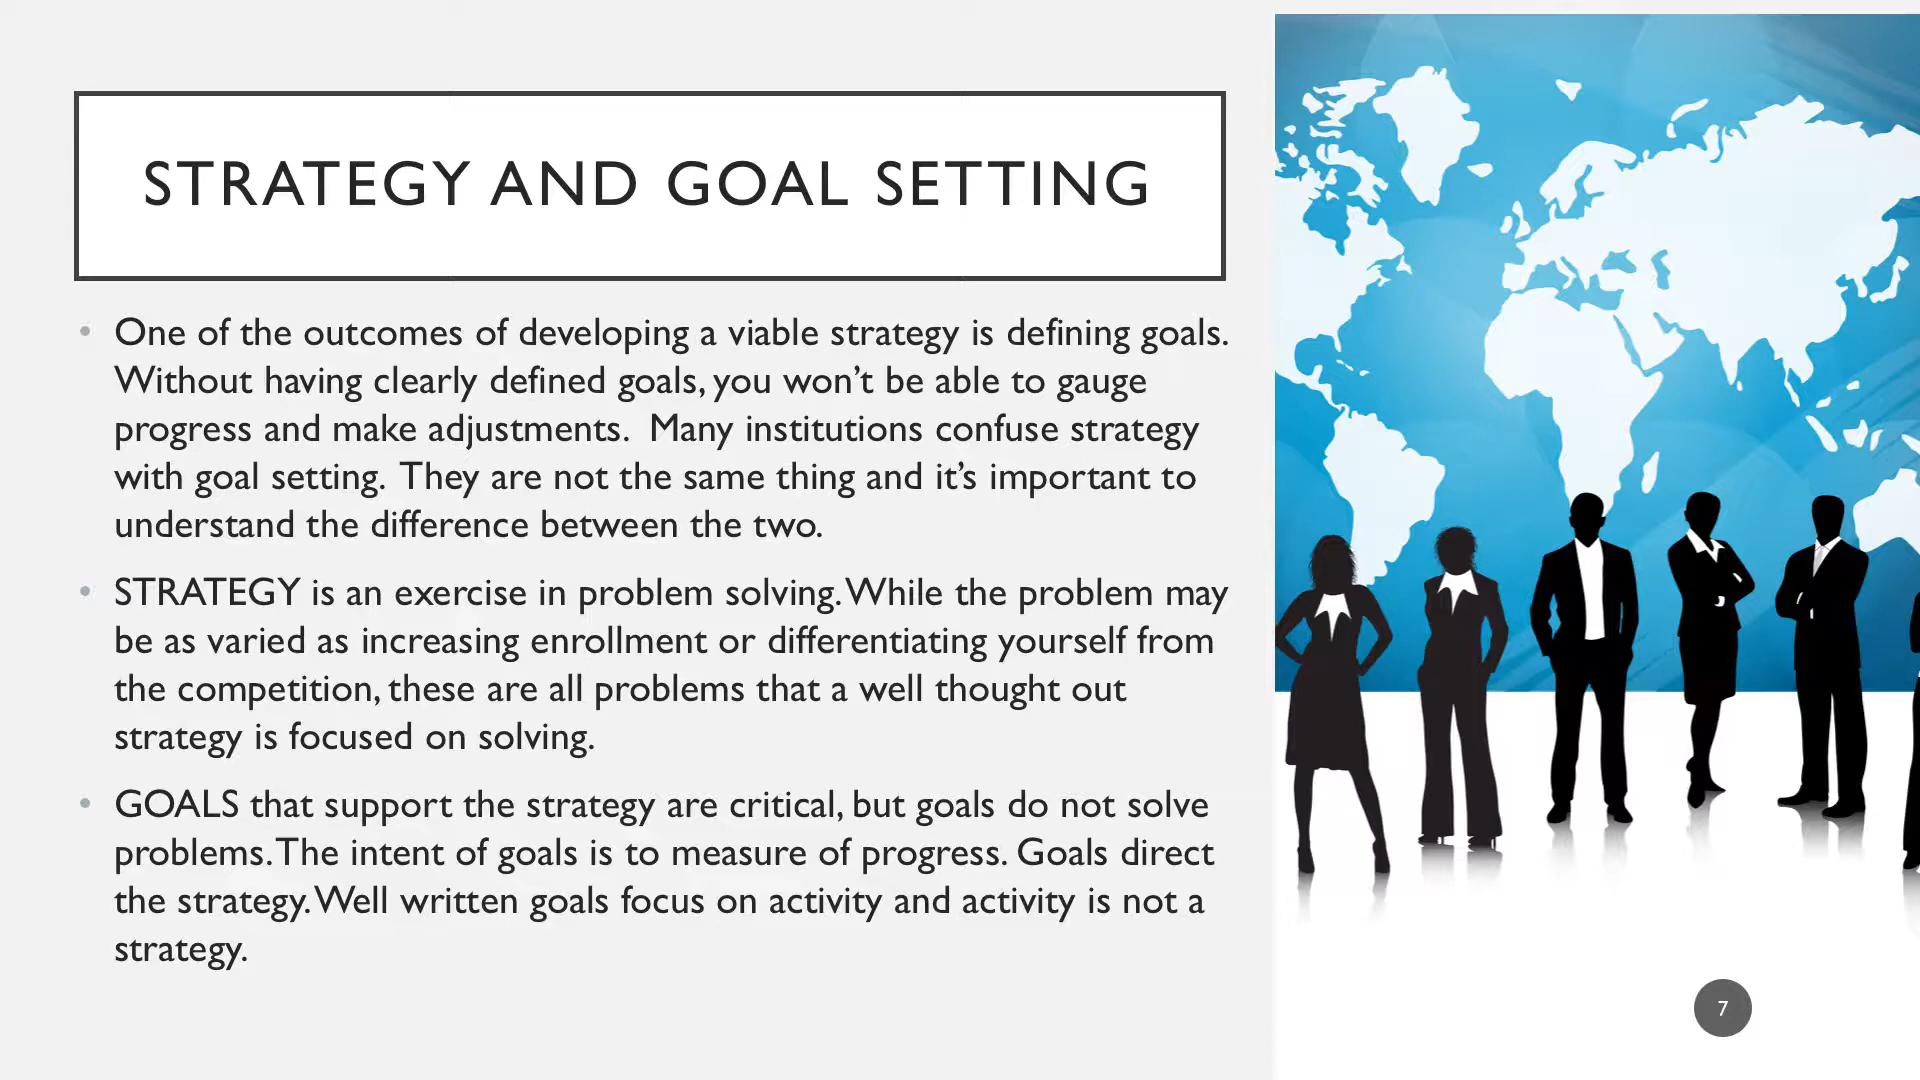 STRATEGY AND GOAL SETTING
• One of the outcomes of developing a viable strategy is defining goals.
Without having clearly defined goals, you won’t be able to gauge
progress and make adjustments.  Many institutions confuse strategy
with goal setting.  They are not the same thing and it’s important to
understand the difference between the two.
• STRATEGY is an exercise in problem solving. While the problem may
be as varied as increasing enrollment or differentiating yourself from
the competition, these are all problems that a well thought out
strategy is focused on solving.
• GOALS that support the strategy are critical, but goals do not solve
problems. The intent of goals is to measure of progress. Goals direct
the strategy. Well written goals focus on activity and activity is not a
strategy.
7